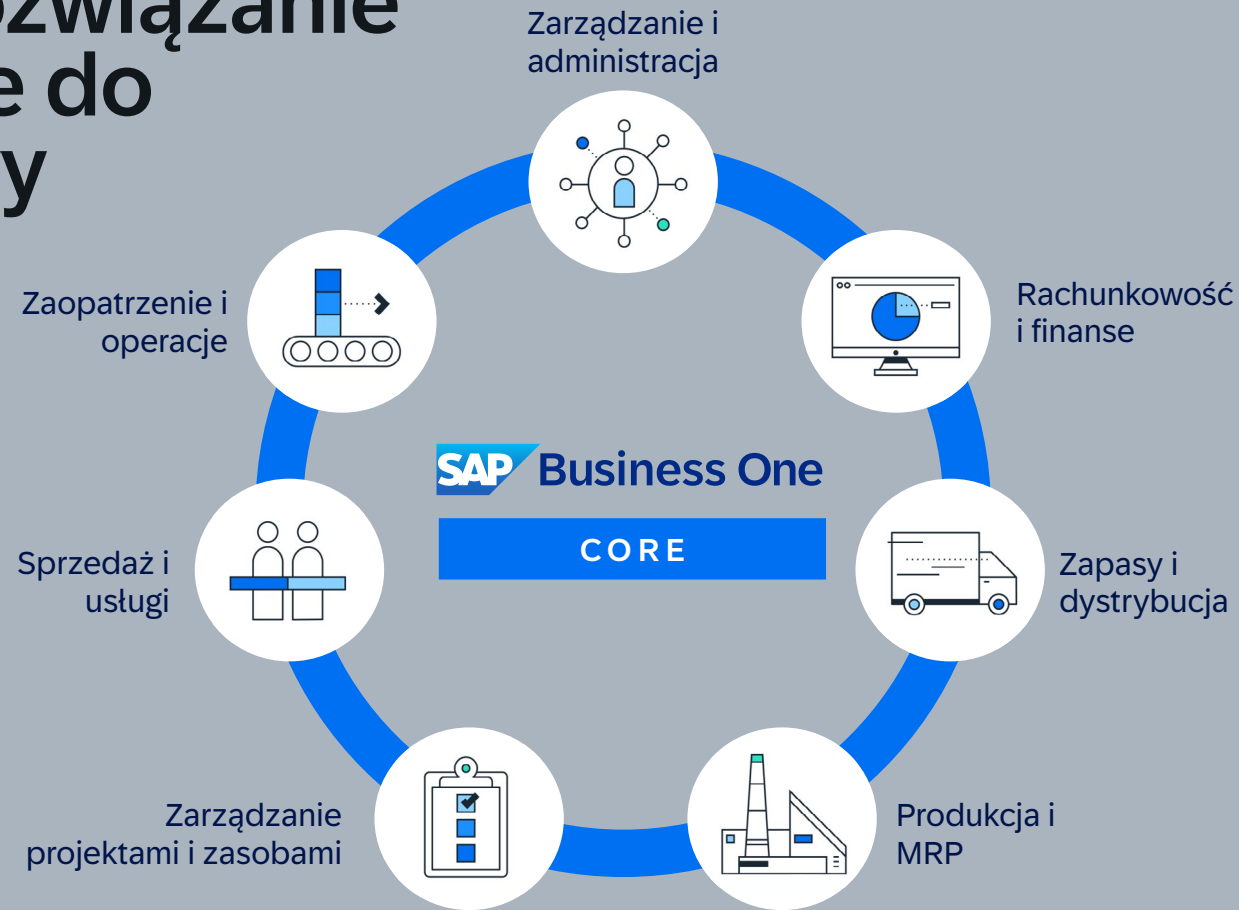 do
Zarządzanie i
administracja
Zaopatrzenie i
operacje
Rachunkowość
i finanse
SAP Business One
CORE
Sprzedaż i
usługi
Zapasy i
dystrybucja
Zarządzanie
projektami i zasobami
Produkcja i
MRP